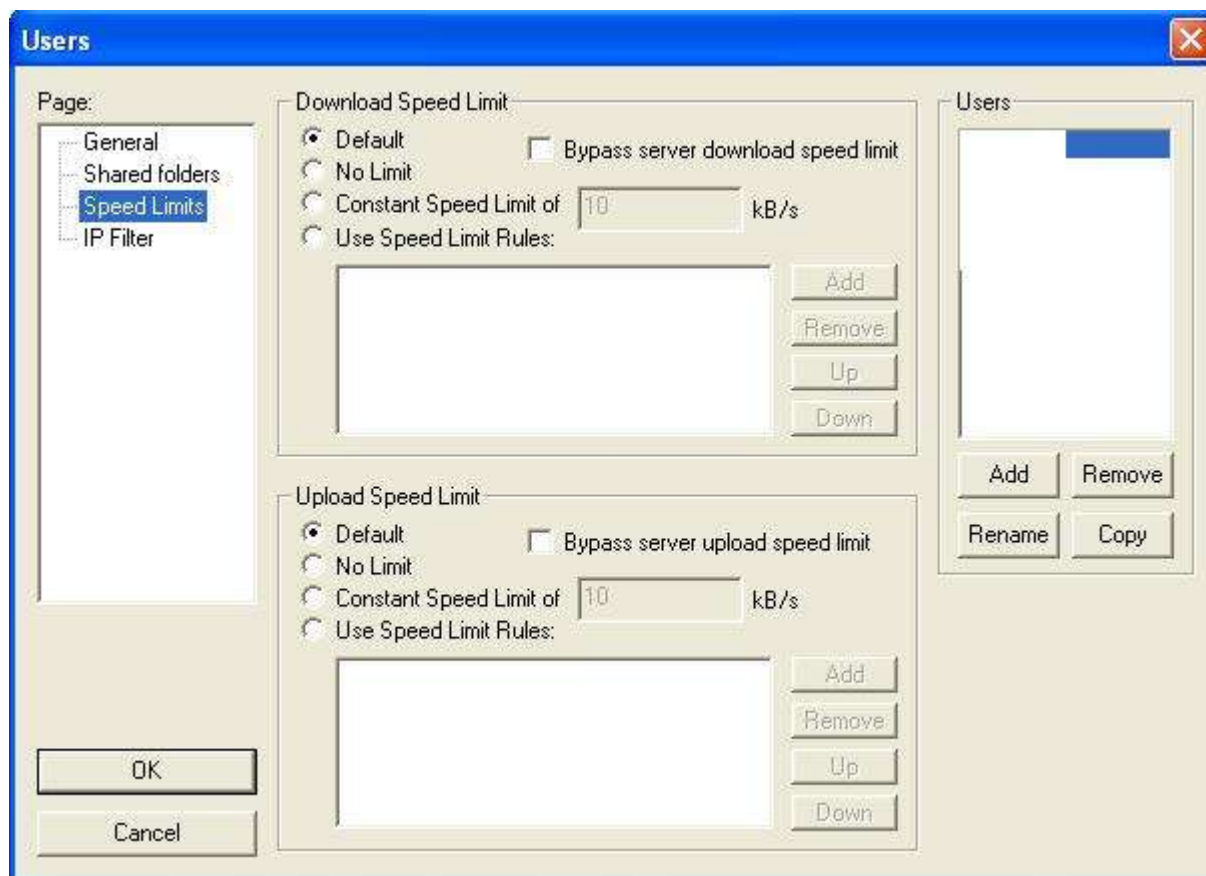 Users
Page:
General
Shared folders
Speed Limits
IP Filter
OK
Cancel
Download Speed Limit
Default
Bypass server download speed limit
No Limit
Constant Speed Limit of 10 kB/s
Use Speed Limit Rules:
Add
Remove
Up
Down
Upload Speed Limit
Default
Bypass server upload speed limit
No Limit
Constant Speed Limit of 10 kB/s
Use Speed Limit Rules:
Add
Remove
Up
Down
Users
Add Remove
Rename Copy